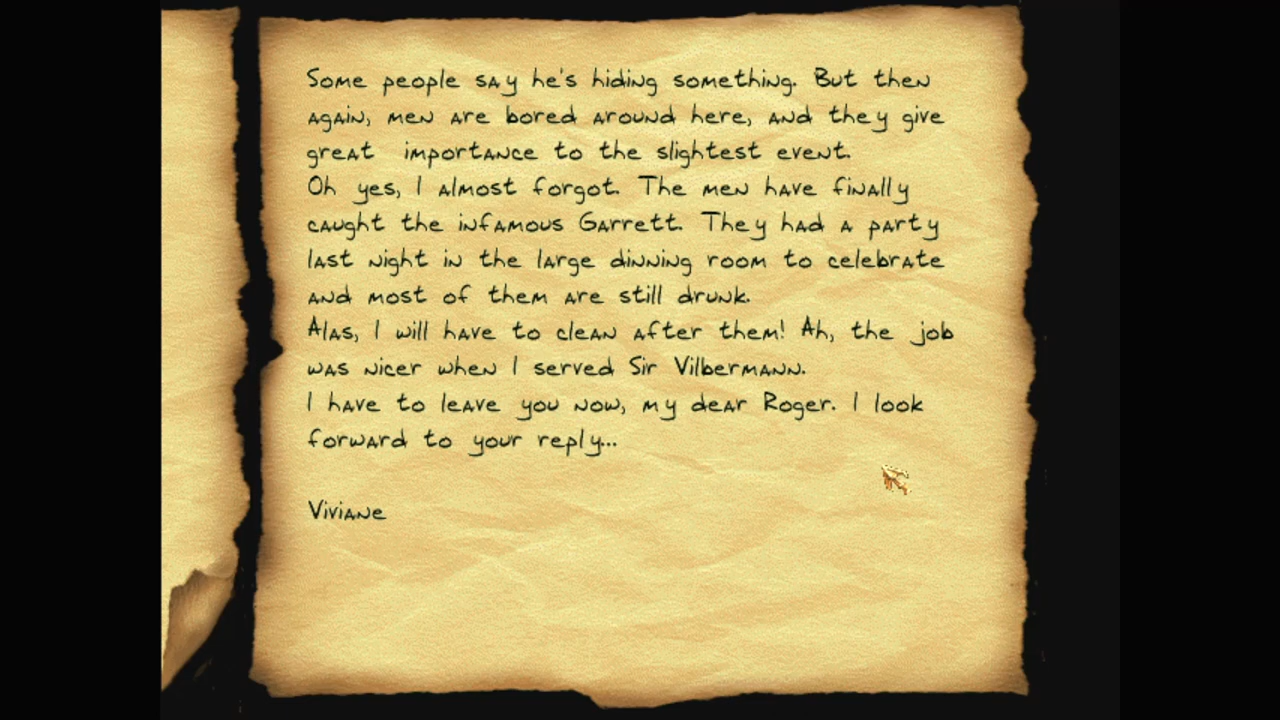 Some people say he's hiding something. But then
again, men are bored around here, and they give
great importance to the slightest event.
Oh yes, I almost forgot. The men have finally
caught the infamous Garrett. They had a party
last night in the large dinning room to celebrate
and most of them are still drunk.
Alas, I will have to clean after them! Ah, the job
was nicer when I served Sir Vilbermann.
I have to leave you now, my dear Roger. I look
forward to your reply...
Viviane